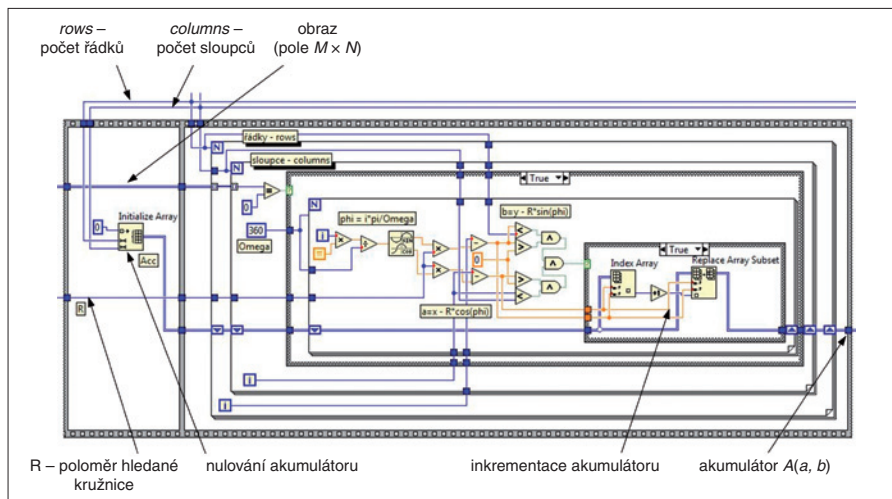 rows –
počet řádků
columns –
počet sloupců
obraz
(pole M × N)
řádky - rows
N
sloupce - columns
N
True
0
=
360
Omega
N
phi = i*pi/Omega
i
b=y - R*sin(phi)
0
a=x - R*cos(phi)
True
Index Array
Replace Array Subset
+1
0
Initialize Array
Acc
R
i
i
R – poloměr hledané
kružnice
nulování akumulátoru
inkrementace akumulátoru
akumulátor A(a, b)